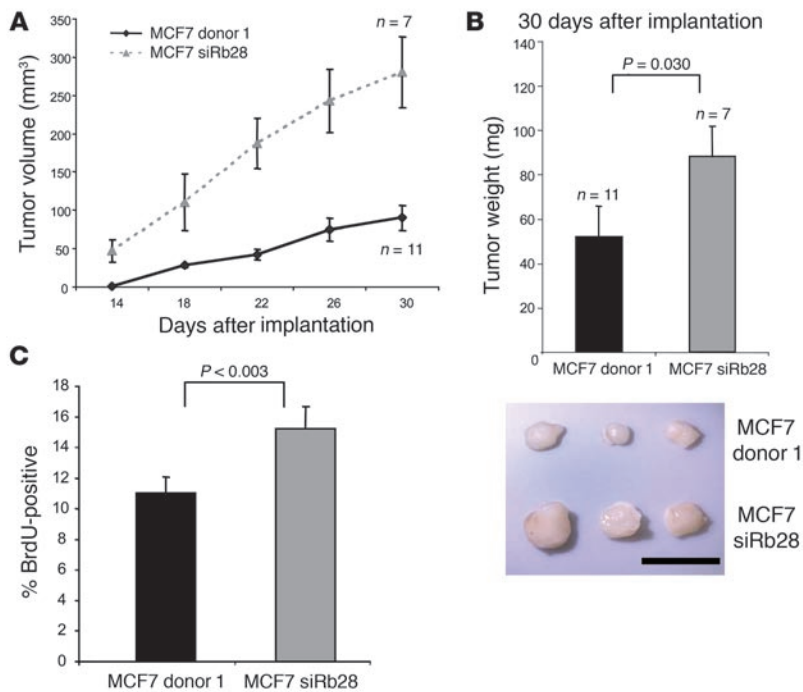 A
MCF7 donor 1
MCF7 siRb28
n = 7
Tumor volume (mm³)
350
300
250
200
150
100
50
0
n = 11
14 18 22 26 30
Days after implantation
B 30 days after implantation
Tumor weight (mg)
140
120
100
80
60
40
20
0
P = 0.030
n = 7
n = 11
MCF7 donor 1 MCF7 siRb28
MCF7
donor 1
MCF7
siRb28
C
% BrdU-positive
18
16
14
12
10
8
6
4
2
0
P < 0.003
MCF7 donor 1 MCF7 siRb28